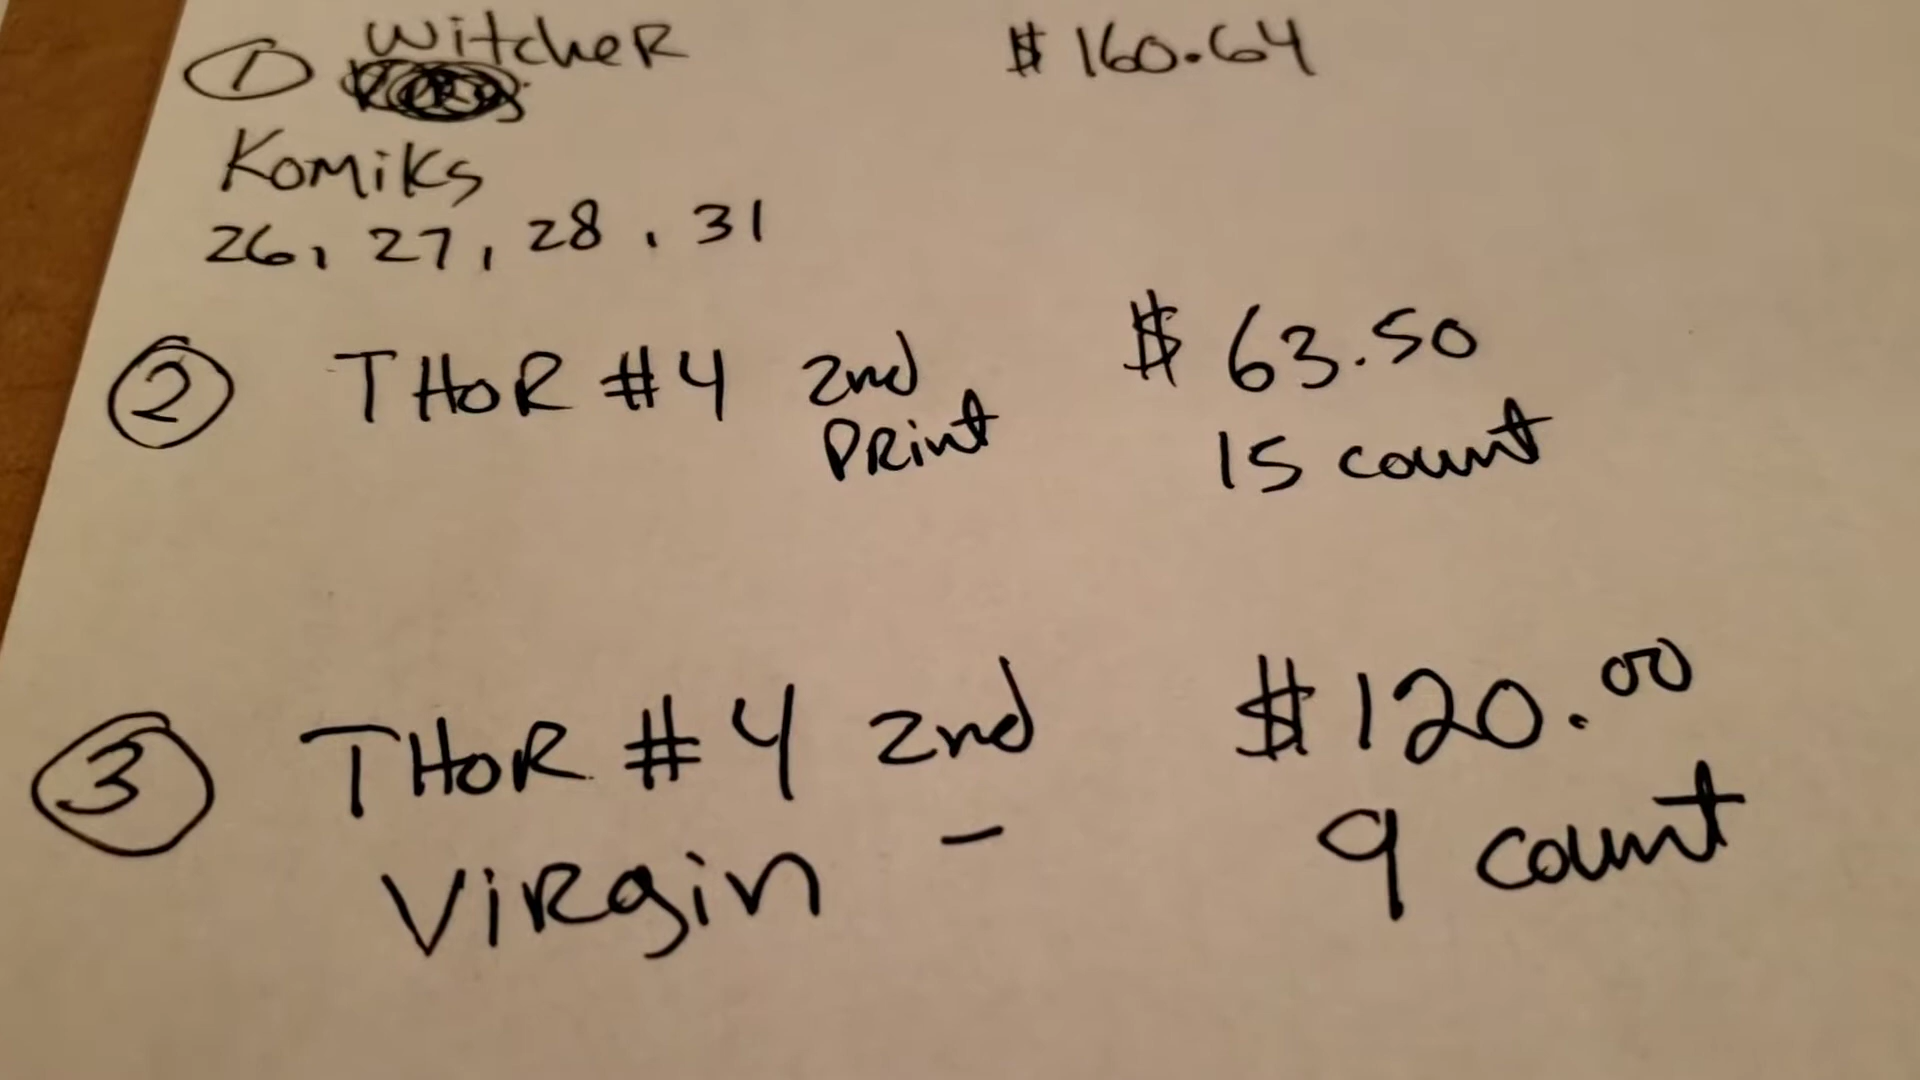 ① WitcheR $ 160.64
KomiKs
26, 27, 28, 31
② THoR #4 2nd $ 63.50
PRint 15 count
③ THoR #4 2nd $ 120.00
ViRgin - 9 count